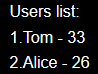 Users list:
1.Tom - 33
2.Alice - 26